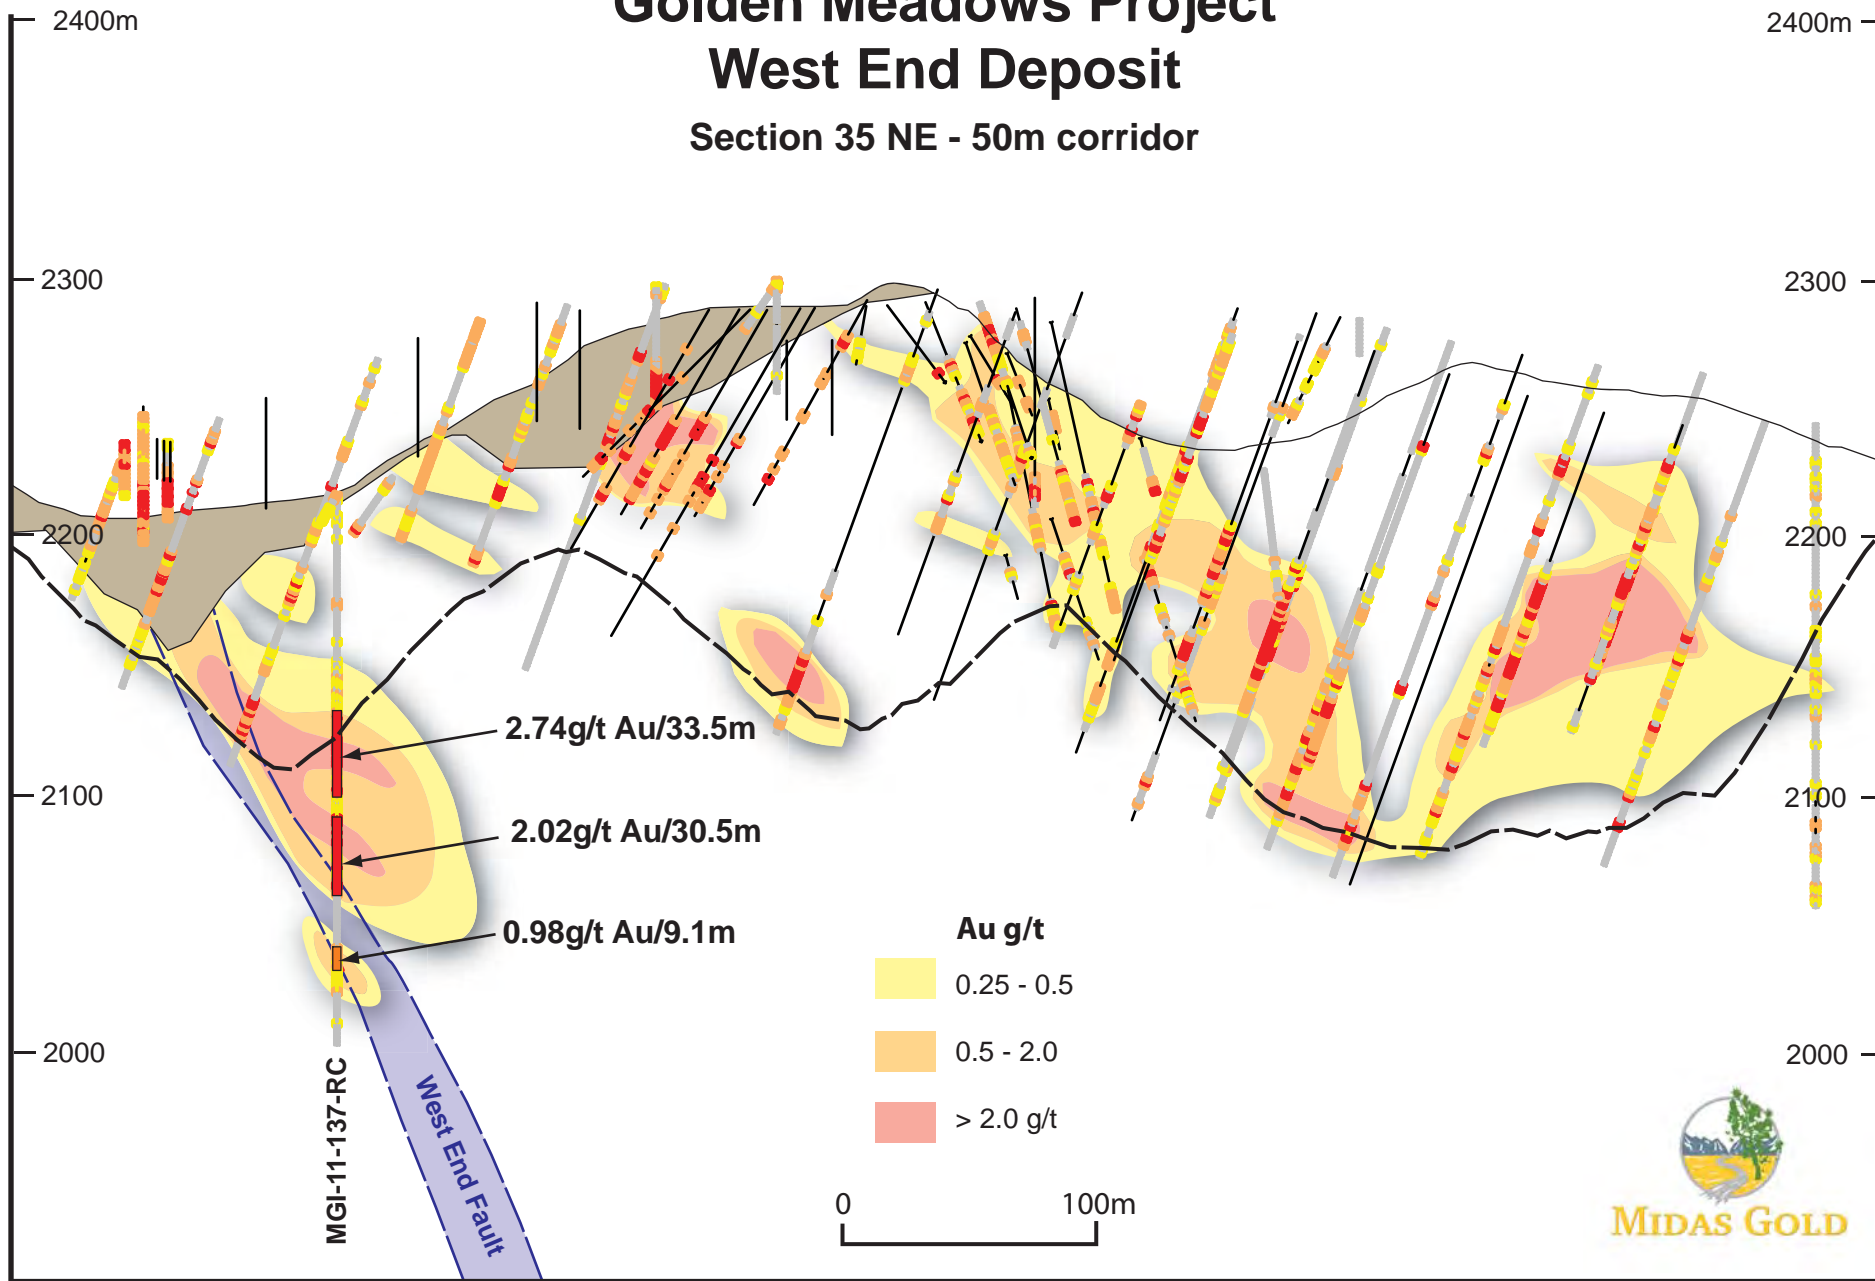 Golden Meadows Project
West End Deposit
Section 35 NE - 50m corridor
2400m
2400m
2300
2300
2200
2200
2100
2100
2000
2000
2.74g/t Au/33.5m
2.02g/t Au/30.5m
0.98g/t Au/9.1m
MGI-11-137-RC
West End Fault
Au g/t
0.25 - 0.5
0.5 - 2.0
> 2.0 g/t
0 100m
MIDAS GOLD